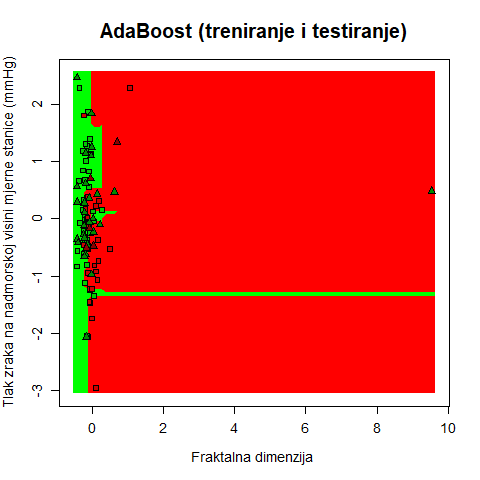 AdaBoost (treniranje i testiranje)
Tlak zraka na nadmorskoj visini mjerne stanice (mmHg)
2
1
0
-1
-2
-3
0 2 4 6 8 10
Fraktalna dimenzija